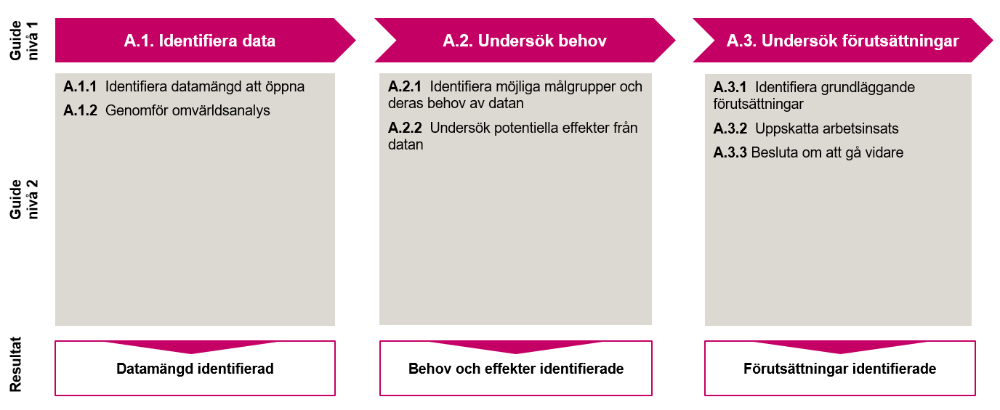 Guide
nivå 1
A.1. Identifiera data
A.2. Undersök behov
A.3. Undersök förutsättningar
Guide
nivå 2
A.1.1 Identifiera datamängd att öppna
A.1.2 Genomför omvärldsanalys
A.2.1 Identifiera möjliga målgrupper och
deras behov av datan
A.2.2 Undersök potentiella effekter från
datan
A.3.1 Identifiera grundläggande
förutsättningar
A.3.2 Uppskatta arbetsinsats
A.3.3 Besluta om att gå vidare
Resultat
Datamängd identifierad
Behov och effekter identifierade
Förutsättningar identifierade